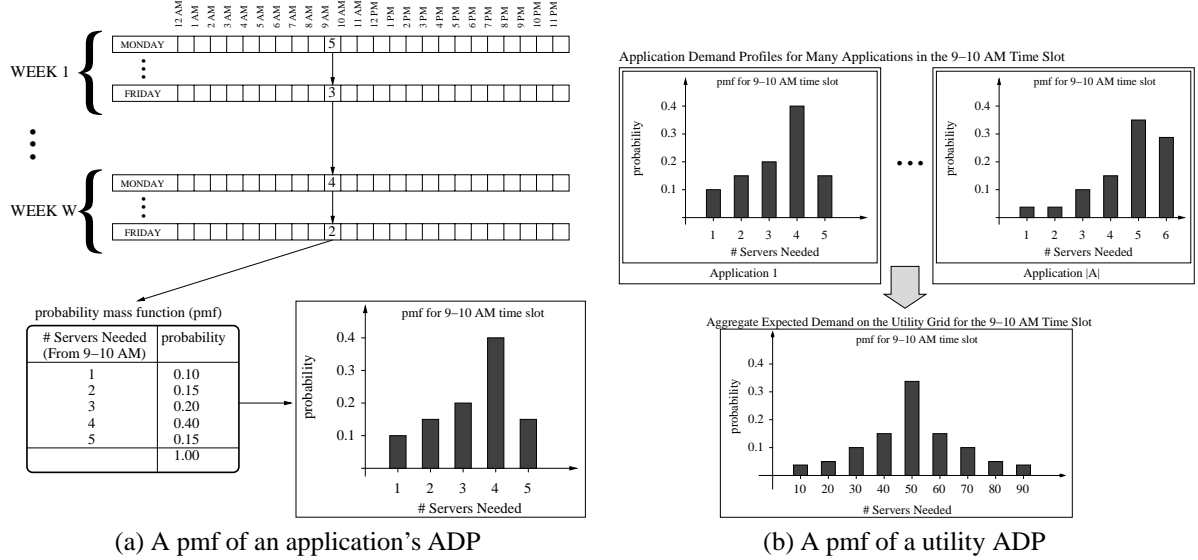 12 AM
1 AM
2 AM
3 AM
4 AM
5 AM
6 AM
7 AM
8 AM
9 AM
10 AM
11 AM
12 PM
1 PM
2 PM
3 PM
4 PM
5 PM
6 PM
7 PM
8 PM
9 PM
10 PM
11 PM
WEEK 1
MONDAY
5
FRIDAY
3
WEEK W
MONDAY
4
FRIDAY
2
probability mass function (pmf)
# Servers Needed probability
(From 9–10 AM)
1 0.10
2 0.15
3 0.20
4 0.40
5 0.15
1.00
pmf for 9–10 AM time slot
probability
0.4
0.3
0.2
0.1
1 2 3 4 5
# Servers Needed
(a) A pmf of an application's ADP
Application Demand Profiles for Many Applications in the 9–10 AM Time Slot
pmf for 9–10 AM time slot
probability
0.4
0.3
0.2
0.1
1 2 3 4 5
# Servers Needed
Application 1
pmf for 9–10 AM time slot
probability
0.4
0.3
0.2
0.1
1 2 3 4 5 6
# Servers Needed
Application |A|
Aggregate Expected Demand on the Utility Grid for the 9–10 AM Time Slot
pmf for 9–10 AM time slot
probability
0.4
0.3
0.2
0.1
10 20 30 40 50 60 70 80 90
# Servers Needed
(b) A pmf of a utility ADP